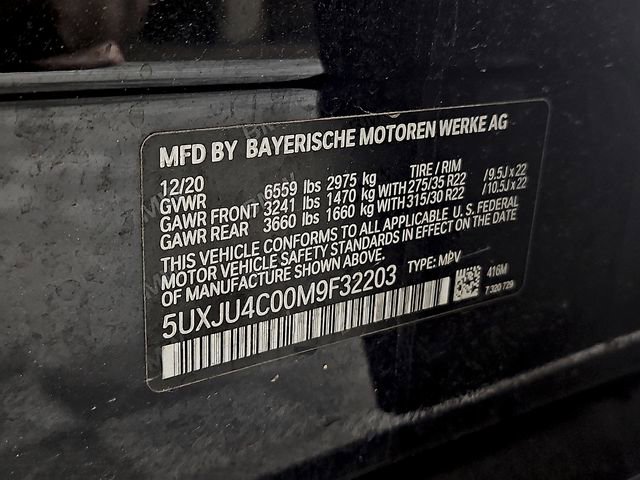 MFD BY BAYERISCHE MOTOREN WERKE AG
12/20 TIRE / RIM
GVWR 6559 lbs 2975 kg
GAWR FRONT 3241 lbs 1470 kg WITH 275/35 R22 /9.5J x 22
GAWR REAR 3660 lbs 1660 kg WITH 315/30 R22 /10.5J x 22
THIS VEHICLE CONFORMS TO ALL APPLICABLE U. S. FEDERAL
MOTOR VEHICLE SAFETY STANDARDS IN EFFECT ON THE DATE
OF MANUFACTURE SHOWN ABOVE.
5UXJU4C00M9F32203 TYPE: MPV
416M
7 320 729